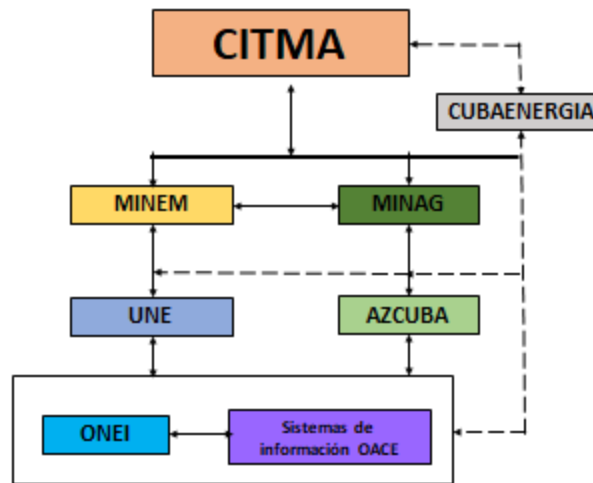 CITMA
CUBAENERGIA
MINEM
MINAG
UNE
AZCUBA
ONEI
Sistemas de
información OACE